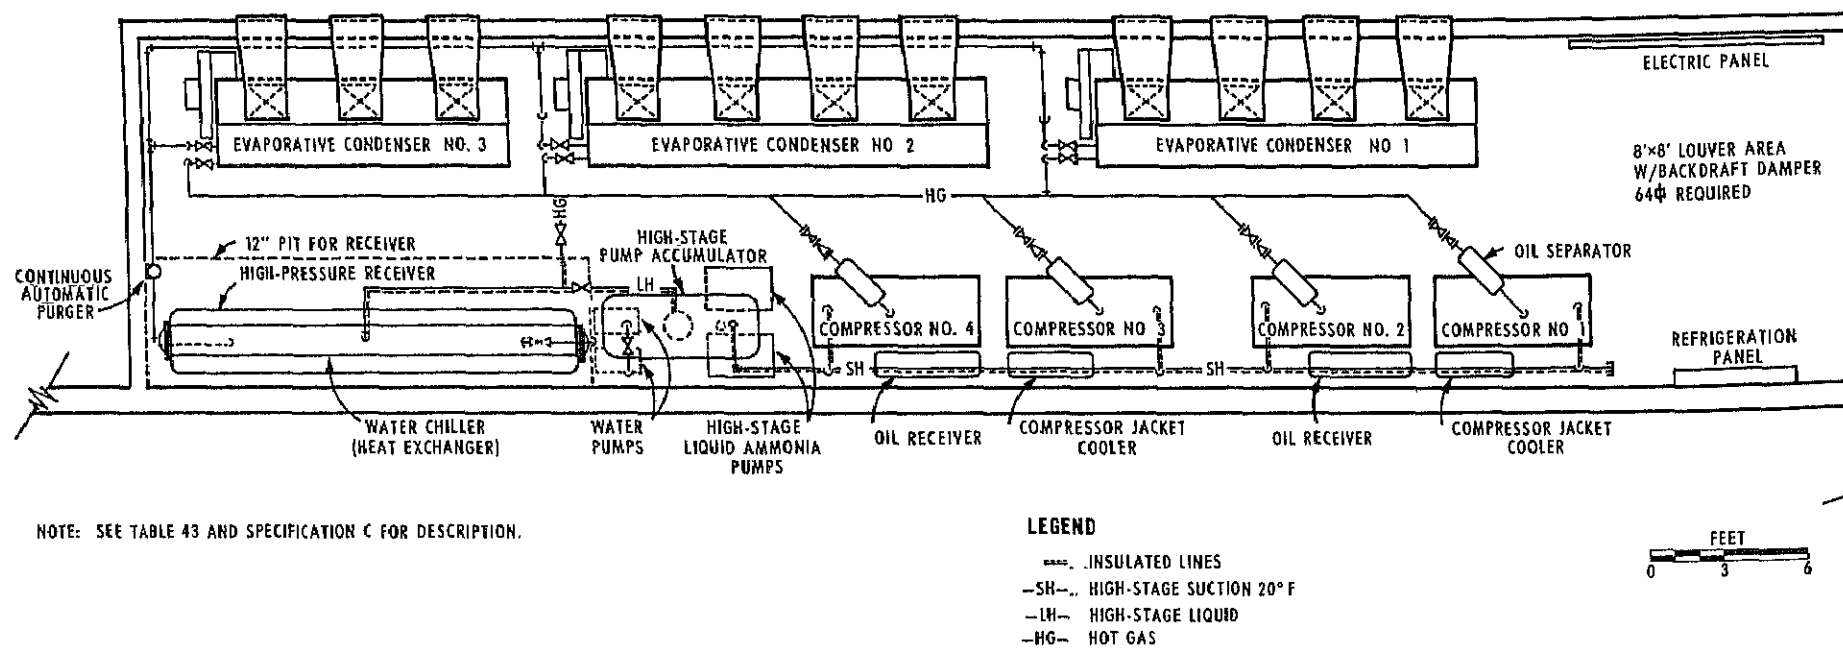 ELECTRIC PANEL
EVAPORATIVE CONDENSER NO. 3
EVAPORATIVE CONDENSER NO 2
EVAPORATIVE CONDENSER NO 1
8'×8' LOUVER AREA
W/BACKDRAFT DAMPER
64ϕ REQUIRED
HG
HG
12" PIT FOR RECEIVER
HIGH-PRESSURE RECEIVER
HIGH-STAGE
PUMP ACCUMULATOR
OIL SEPARATOR
CONTINUOUS
AUTOMATIC
PURGER
LH
COMPRESSOR NO. 4
COMPRESSOR NO 3
COMPRESSOR NO. 2
COMPRESSOR NO
REFRIGERATION
PANEL
SH
SH
WATER CHILLER
(HEAT EXCHANGER)
WATER
PUMPS
HIGH-STAGE
LIQUID AMMONIA
PUMPS
OIL RECEIVER
COMPRESSOR JACKET
COOLER
OIL RECEIVER
COMPRESSOR JACKET
COOLER
NOTE: SEE TABLE 43 AND SPECIFICATION C FOR DESCRIPTION.
LEGEND
INSULATED LINES
–SH–.. HIGH-STAGE SUCTION 20°F
–LH– HIGH-STAGE LIQUID
–HG– HOT GAS
FEET
0 3 6